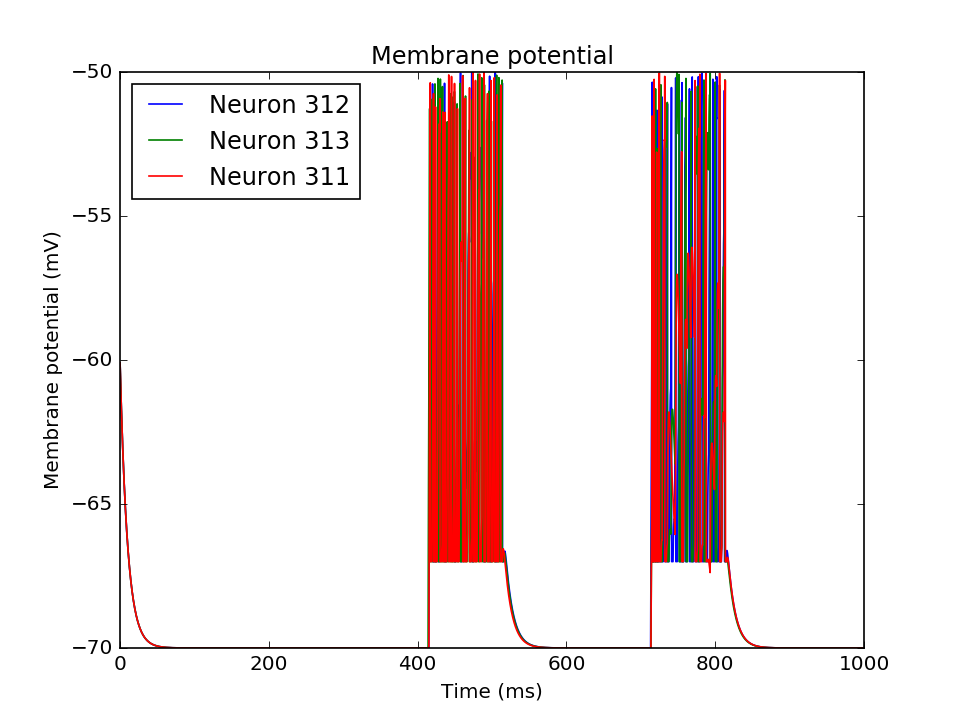 Membrane potential
−50
−55
−60
−65
−70
Membrane potential (mV)
Neuron 312
Neuron 313
Neuron 311
0 200 400 600 800 1000
Time (ms)